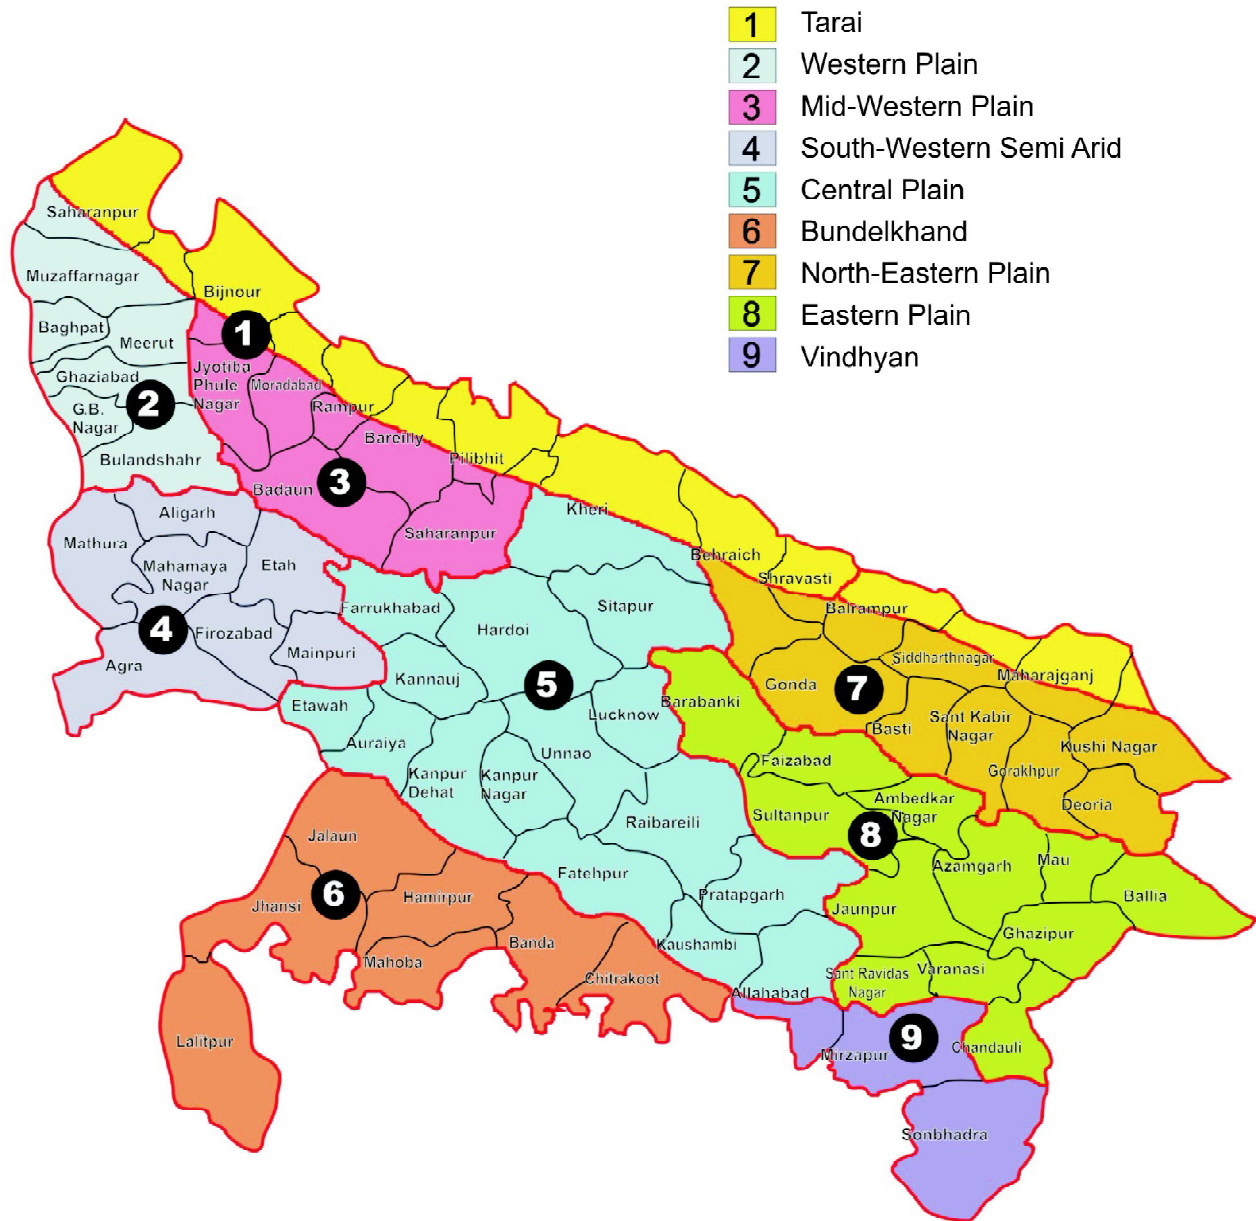 1 Tarai
2 Western Plain
3 Mid-Western Plain
4 South-Western Semi Arid
5 Central Plain
6 Bundelkhand
7 North-Eastern Plain
8 Eastern Plain
9 Vindhyan
Saharanpur
Muzaffarnagar
Bijnour
Baghpat
Meerut
1
Ghaziabad
Jyotiba
Phule
Nagar
Moradabad
2
G.B.
Nagar
Rampur
Bareilly
Bulandshahr
Pilibhit
Badaun
3
Saharanpur
Kheri
Aligarh
Mathura
Mahamaya
Nagar
Etah
Behraich
Shravasti
Farrukhabad
Sitapur
Balrampur
4
Firozabad
Hardoi
Mainpuri
Agra
Siddharthnagar
Maharajganj
Kannauj
5
Gonda
7
Etawah
Barabanki
Lucknow
Basti
Sant Kabir
Nagar
Auraiya
Unnao
Kushi Nagar
Faizabad
Kanpur
Dehat
Kanpur
Nagar
Gorakhpur
Ambedkar
Nagar
Deoria
Sultanpur
Raibareili
8
Jalaun
Azamgarh
Mau
Fatehpur
Pratapgarh
Ballia
6
Hamirpur
Jhansi
Jaunpur
Ghazipur
Banda
Kaushambi
Mahoba
Chitrakoot
Sant Ravidas
Nagar
Varanasi
Allahabad
Lalitpur
9
Mirzapur
Chandauli
Sonbhadra